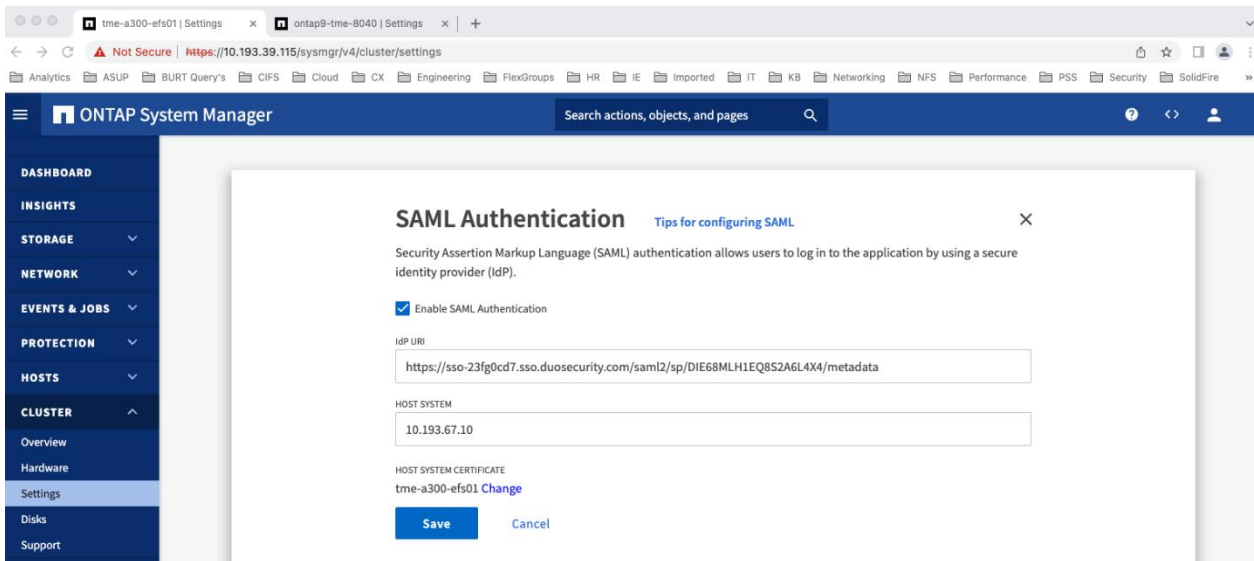 tme-a300-efs01 | Settings × ontap9-tme-8040 | Settings × +
Not Secure | https://10.193.39.115/sysmgr/v4/cluster/settings
Analytics ASUP BURT Query's CIFS Cloud CX Engineering FlexGroups HR IE Imported IT KB Networking NFS Performance PSS Security SolidFire »
ONTAP System Manager Search actions, objects, and pages ? <>
DASHBOARD
INSIGHTS
STORAGE
NETWORK
EVENTS & JOBS
PROTECTION
HOSTS
CLUSTER
Overview
Hardware
Settings
Disks
Support
SAML Authentication Tips for configuring SAML ×
Security Assertion Markup Language (SAML) authentication allows users to log in to the application by using a secure
identity provider (IdP).
Enable SAML Authentication
IdP URI
https://sso-23fg0cd7.sso.duosecurity.com/saml2/sp/DIE68MLH1EQ8S2A6L4X4/metadata
HOST SYSTEM
10.193.67.10
HOST SYSTEM CERTIFICATE
tme-a300-efs01 Change
Save Cancel